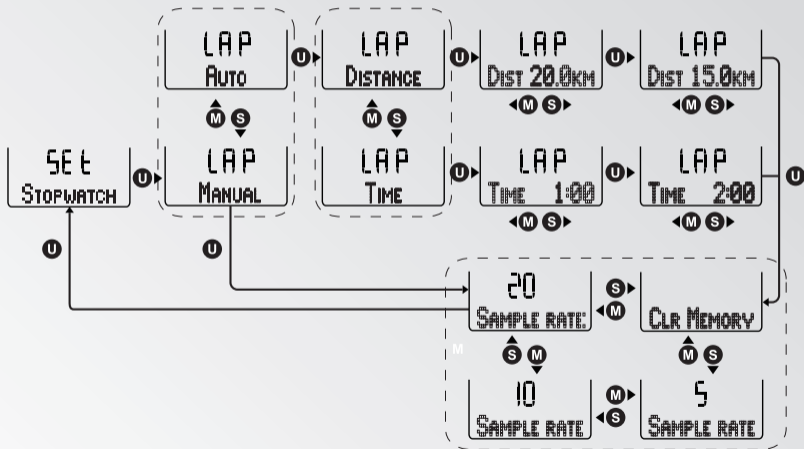 LAP LAP LAP LAP
U U U
AUTO DISTANCE DIST 20.0KM DIST 15.0KM
M S M S M S M S
SET LAP LAP LAP LAP
U U U U
STOPWATCH MANUAL TIME TIME 1:00 TIME 2:00
U U M S M S
20 S
SAMPLE RATE: M CLR MEMORY
M S M M S
10 M 5
SAMPLE RATE S SAMPLE RATE